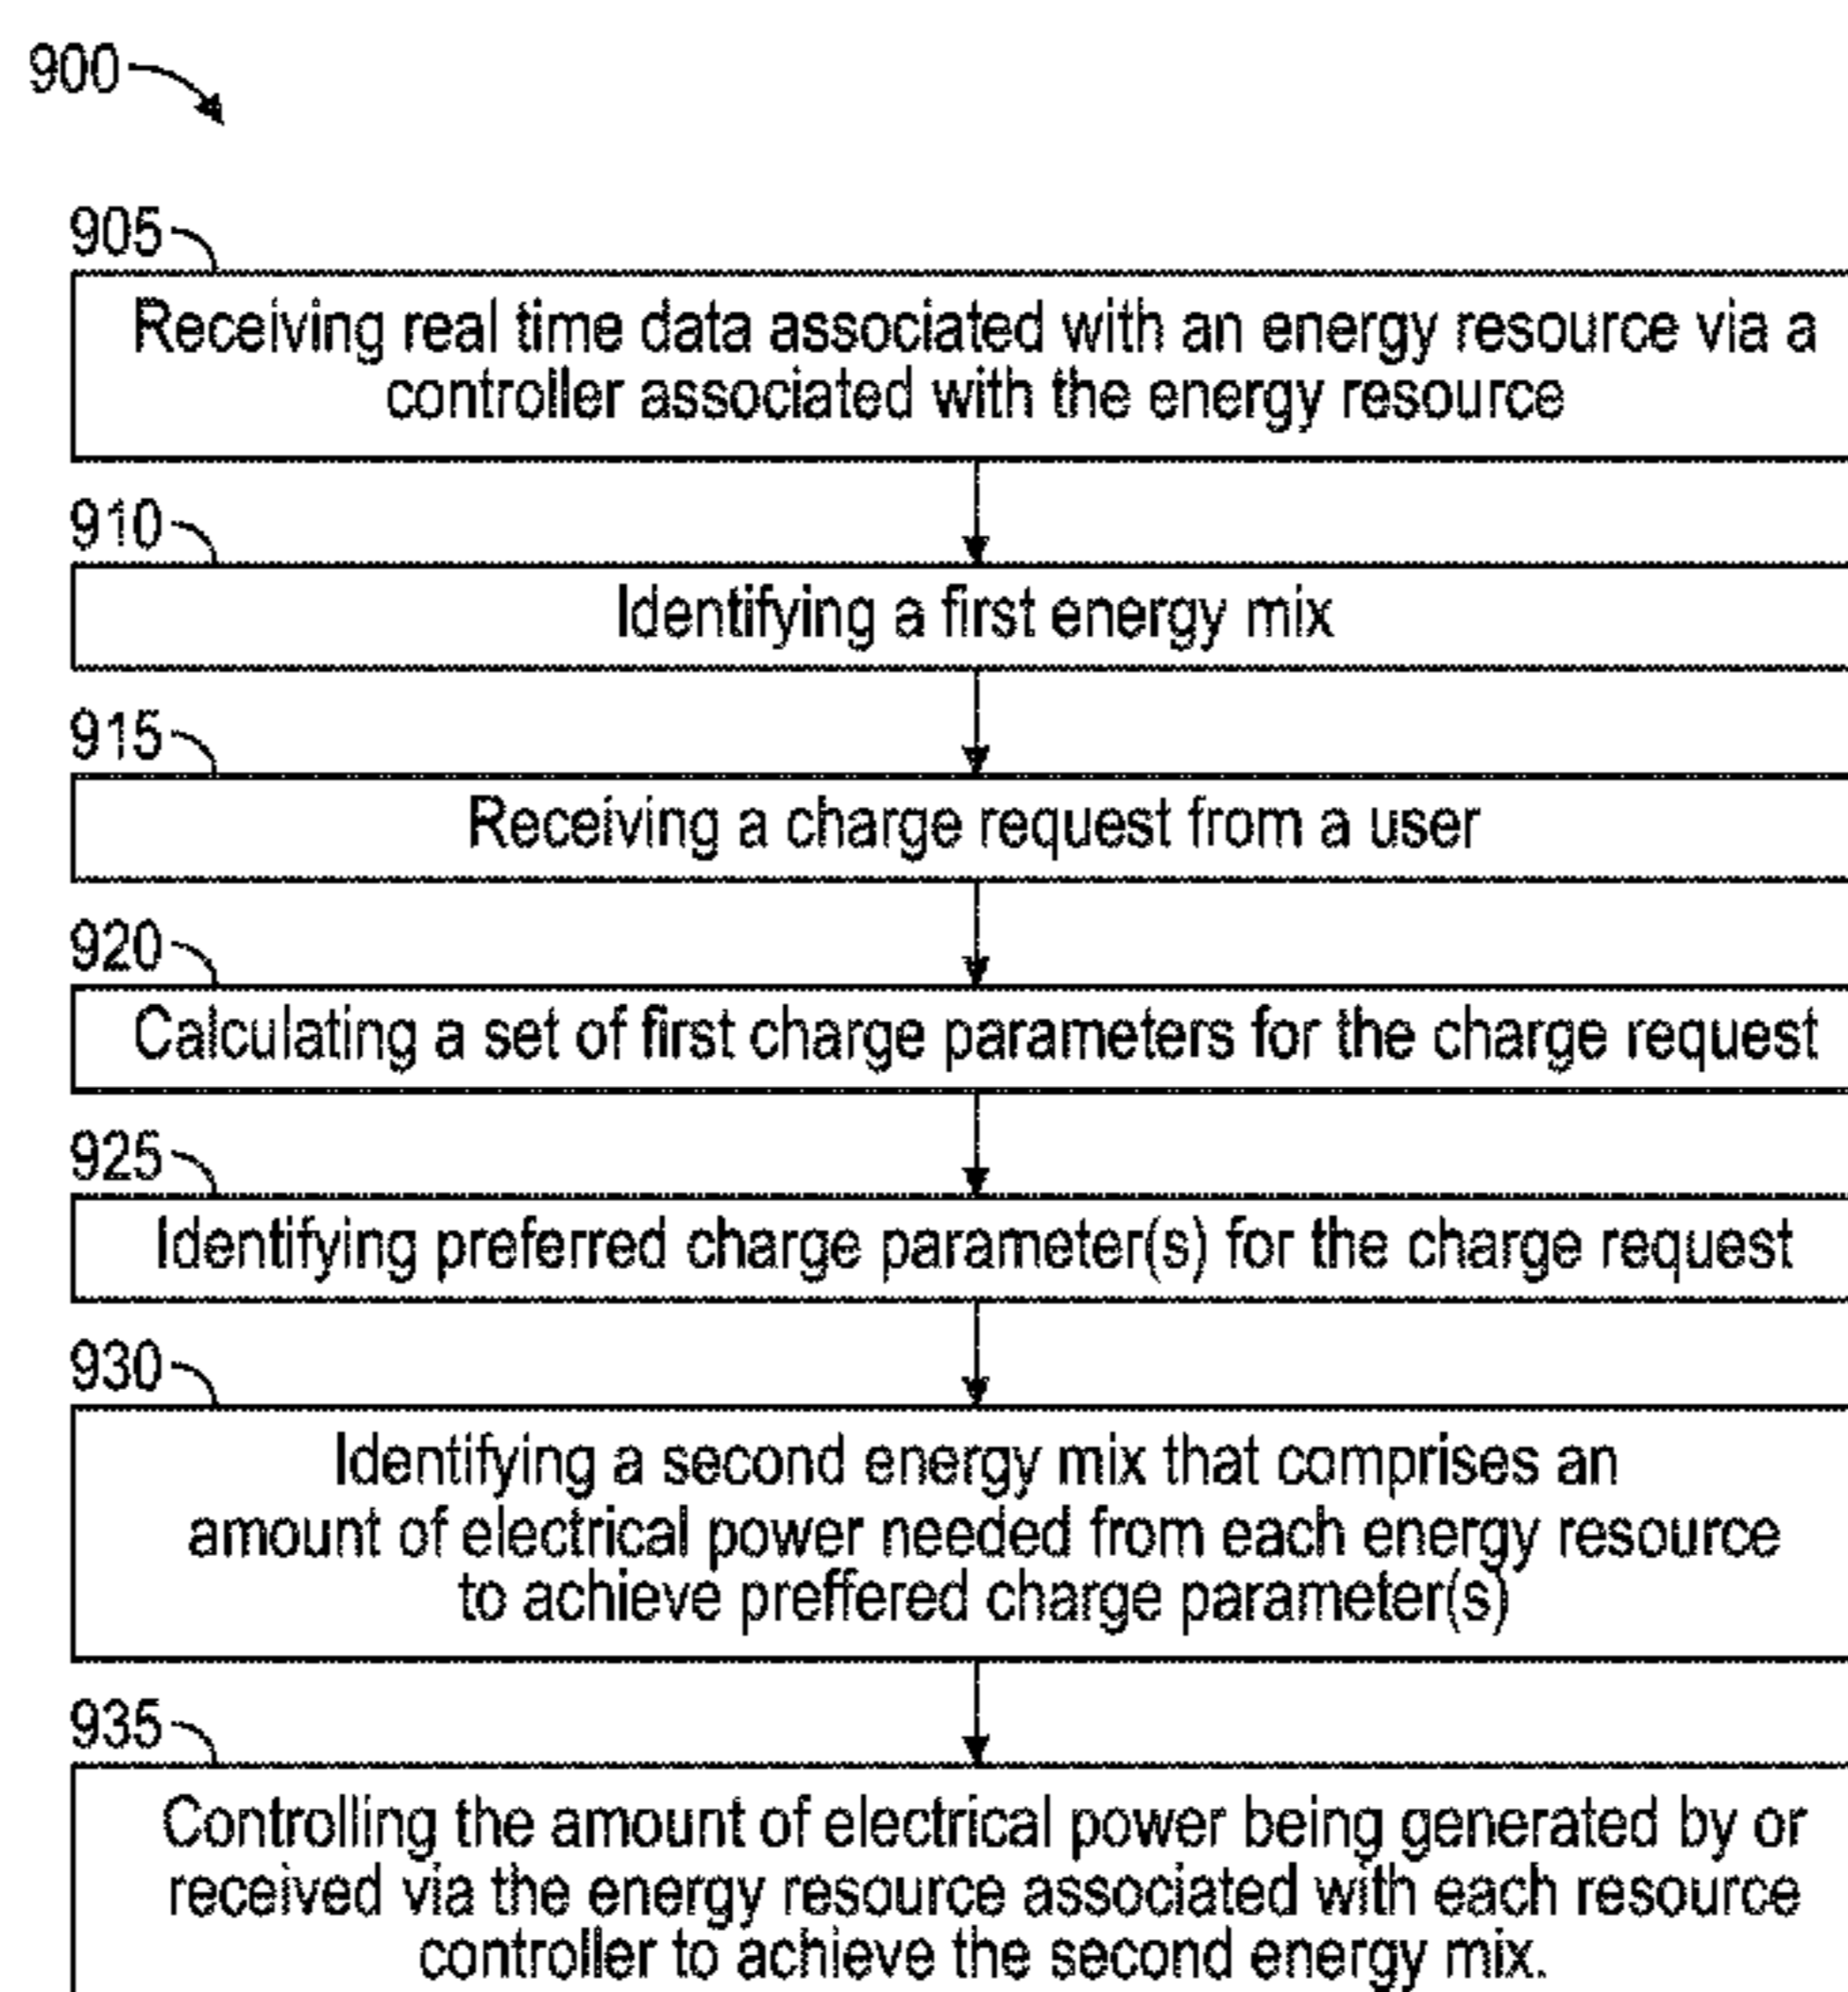 900
905
Receiving real time data associated with an energy resource via a
controller associated with the energy resource
910
Identifying a first energy mix
915
Receiving a charge request from a user
920
Calculating a set of first charge parameters for the charge request
925
Identifying preferred charge parameter(s) for the charge request
930
Identifying a second energy mix that comprises an
amount of electrical power needed from each energy resource
to achieve preffered charge parameter(s)
935
Controlling the amount of electrical power being generated by or
received via the energy resource associated with each resource
controller to achieve the second energy mix.